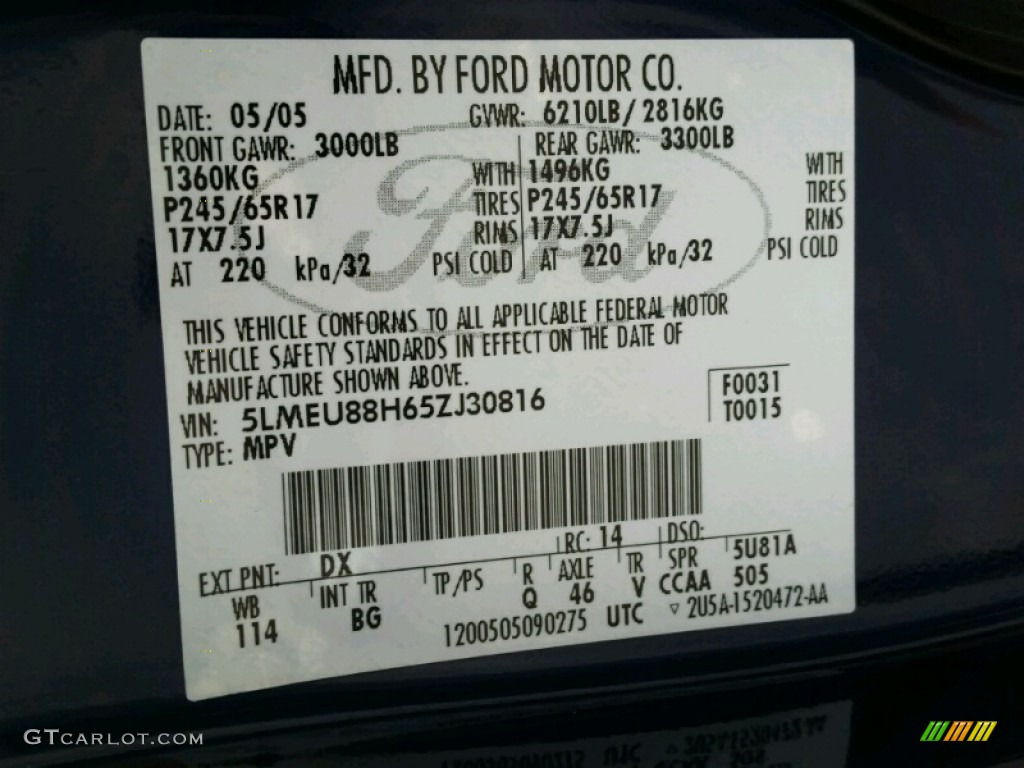 MFD. BY FORD MOTOR CO.
DATE: 05/05 GVWR: 6210LB/ 2816KG
FRONT GAWR: 3000LB REAR GAWR: 3300LB
1360KG WITH 1496KG WITH
P245/65R17 TIRES P245/65R17 TIRES
17X7.5J RIMS 17X7.5J RIMS
AT 220 kPa/32 PSI COLD AT 220 kPa/32 PSI COLD
Ford
THIS VEHICLE CONFORMS TO ALL APPLICABLE FEDERAL MOTOR
VEHICLE SAFETY STANDARDS IN EFFECT ON THE DATE OF
MANUFACTURE SHOWN ABOVE.
VIN: 5LMEU88H65ZJ30816 F0031
TYPE: MPV T0015
EXT PNT: DX RC: 14 DSO:
WB INT TR TP/PS R AXLE TR SPR 5U81A
114 BG Q 46 V CCAA 505
1200505090275 UTC ▽ 2U5A-1520472-AA
GTCARLOT.COM